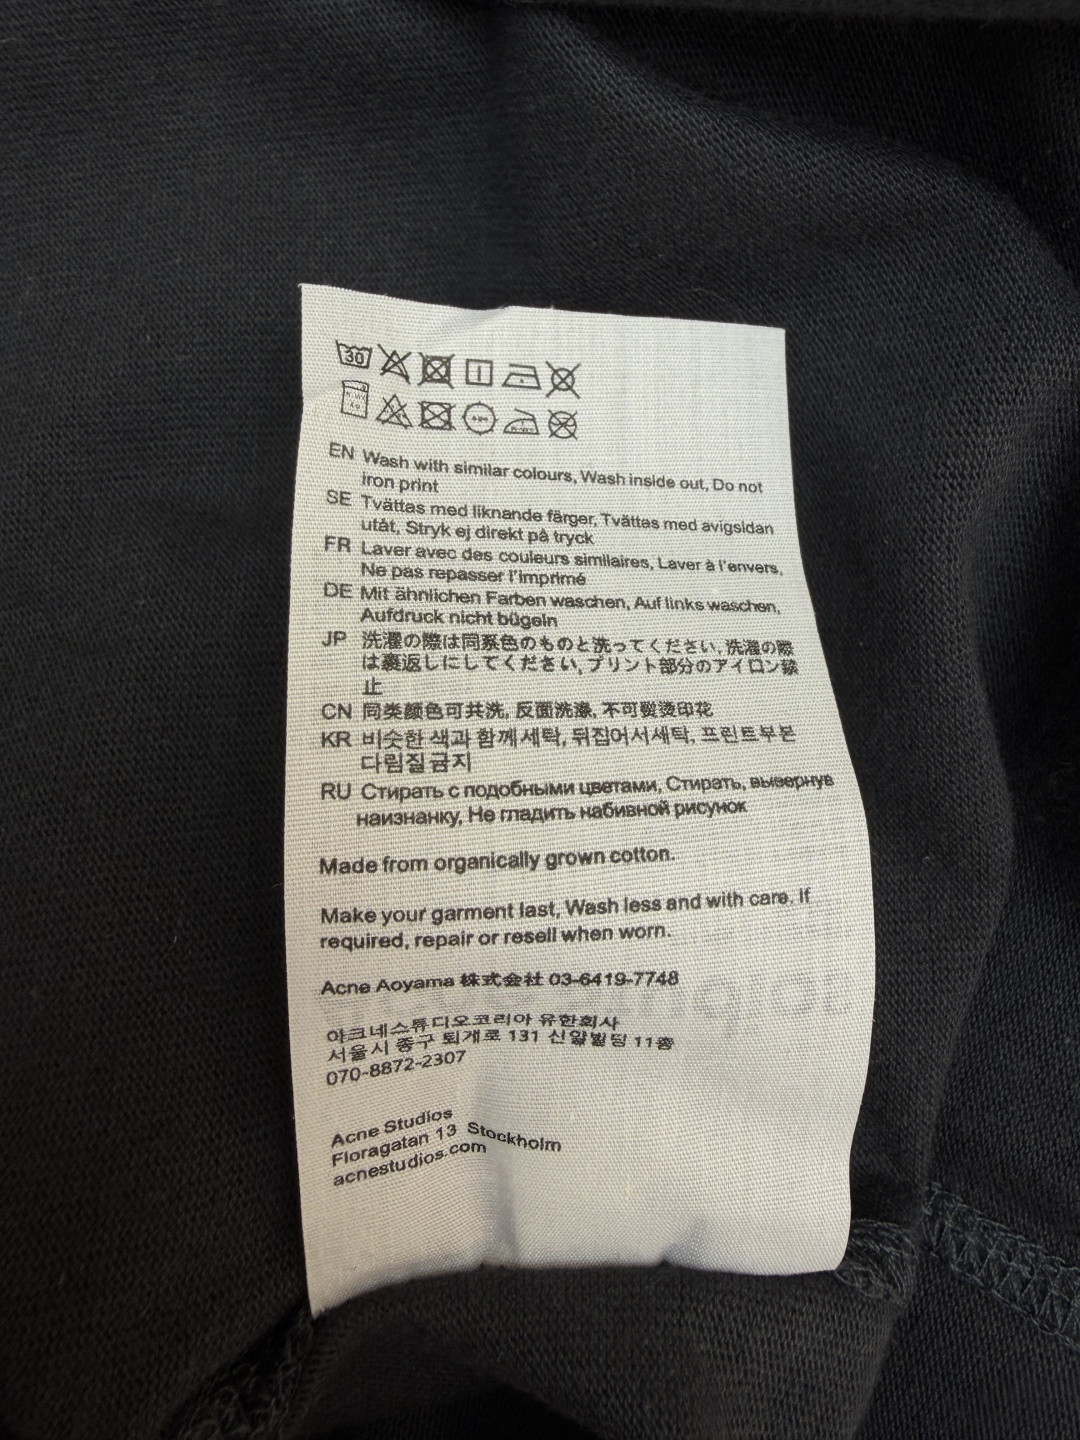 30
EN Wash with similar colours, Wash inside out, Do not
iron print
SE Tvättas med liknande färger, Tvättas med avigsidan
utåt, Stryk ej direkt på tryck
FR Laver avec des couleurs similaires, Laver à l'envers,
Ne pas repasser l'imprimé
DE Mit ähnlichen Farben waschen, Auf links waschen,
Aufdruck nicht bügeln
JP 洗濯の際は同系色のものと洗ってください, 洗濯の際
は裏返しにしてください, プリント部分のアイロン禁
止
CN 同类颜色可共洗, 反面洗涤, 不可熨烫印花
KR 비슷한 색과 함께세탁, 뒤집어서세탁, 프린트부분
다림질금지
RU Стирать с подобными цветами, Стирать, вывернув
наизнанку, Не гладить набивной рисунок
Made from organically grown cotton.
Make your garment last, Wash less and with care. If
required, repair or resell when worn.
Acne Aoyama 株式会社 03-6419-7748
아크네스튜디오코리아 유한회사
서울시 중구 퇴계로 131 신일빌딩 11층
070-8872-2307
Acne Studios
Floragatan 13 Stockholm
acnestudios.com